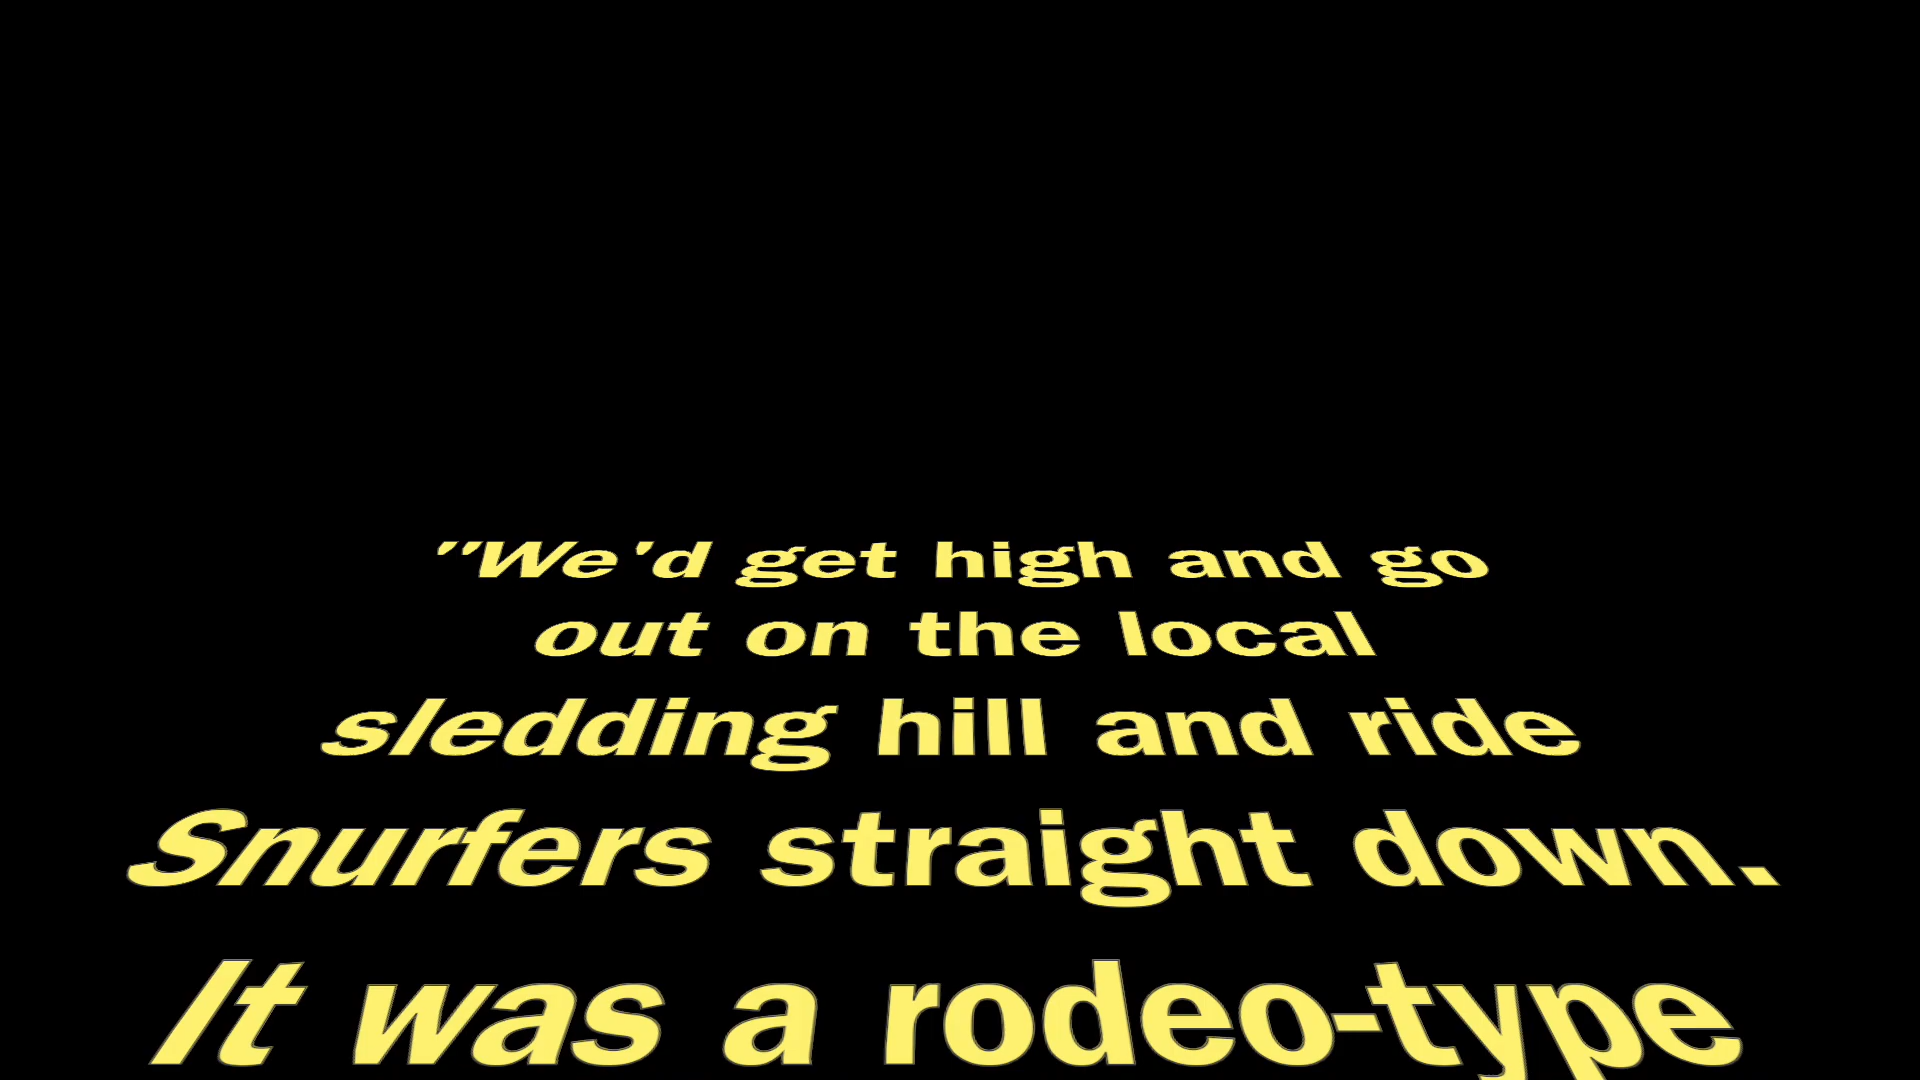 "We'd get high and go
out on the local
sledding hill and ride
Snurfers straight down.
It was a rodeo-type